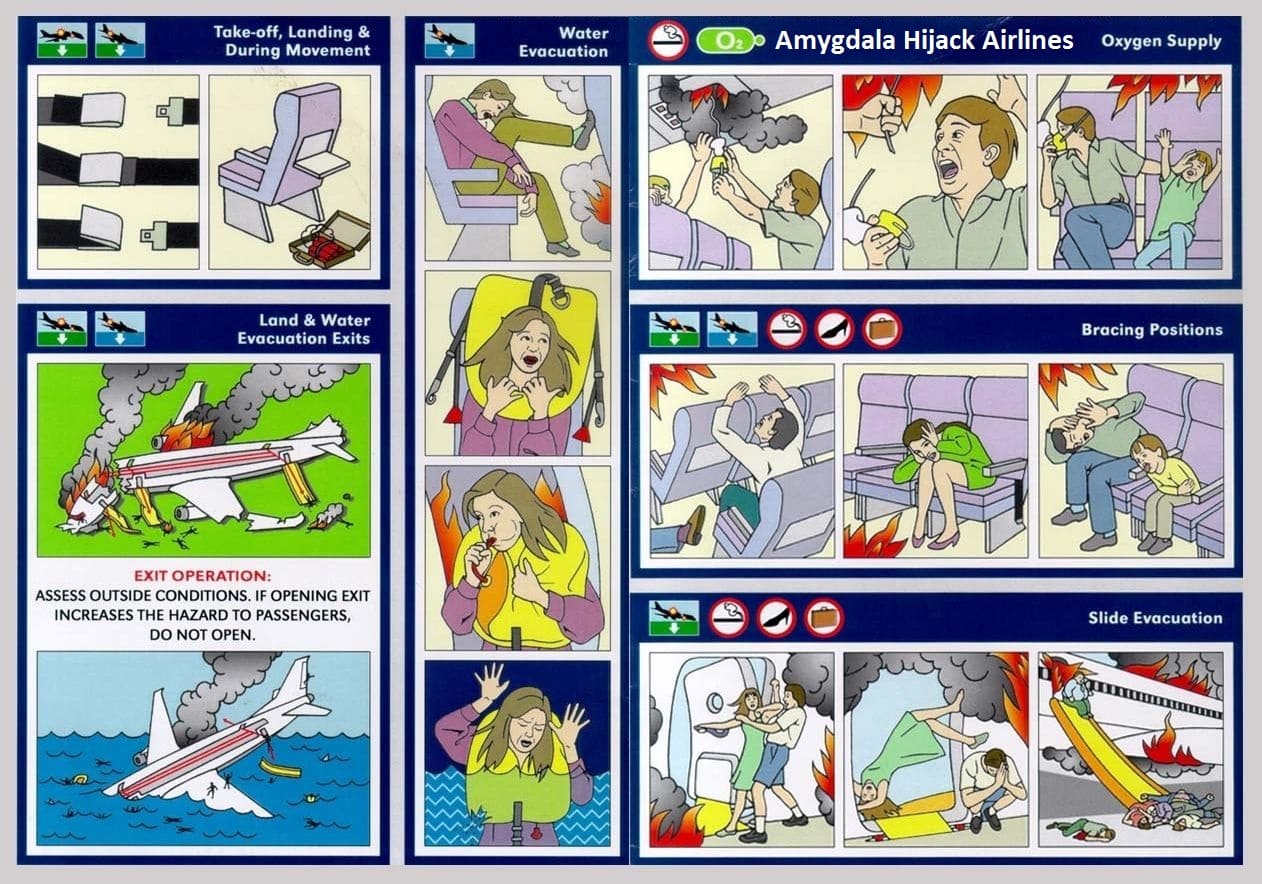 Take-off, Landing &
During Movement
Land & Water
Evacuation Exits
EXIT OPERATION:
ASSESS OUTSIDE CONDITIONS. IF OPENING EXIT
INCREASES THE HAZARD TO PASSENGERS,
DO NOT OPEN.
Water
Evacuation
O2
Amygdala Hijack Airlines
Oxygen Supply
Bracing Positions
Slide Evacuation